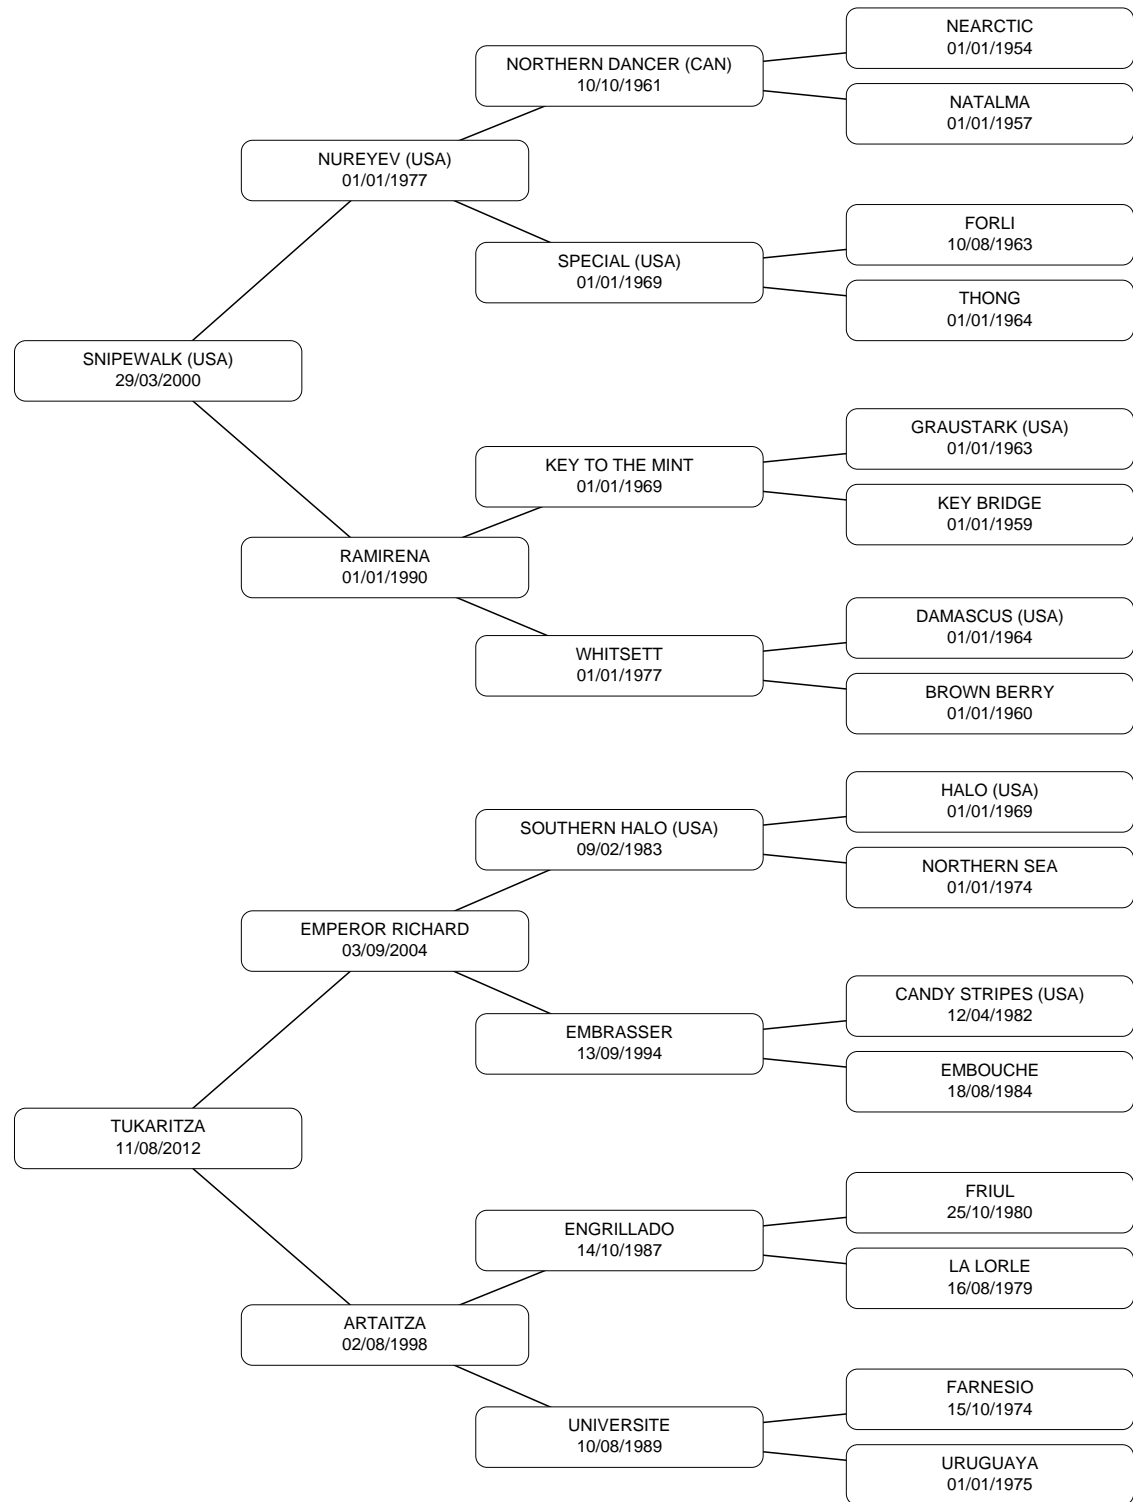 NEARCTIC
01/01/1954
NORTHERN DANCER (CAN)
10/10/1961
NATALMA
01/01/1957
NUREYEV (USA)
01/01/1977
FORLI
10/08/1963
SPECIAL (USA)
01/01/1969
THONG
01/01/1964
SNIPEWALK (USA)
29/03/2000
GRAUSTARK (USA)
01/01/1963
KEY TO THE MINT
01/01/1969
KEY BRIDGE
01/01/1959
RAMIRENA
01/01/1990
DAMASCUS (USA)
01/01/1964
WHITSETT
01/01/1977
BROWN BERRY
01/01/1960
HALO (USA)
01/01/1969
SOUTHERN HALO (USA)
09/02/1983
NORTHERN SEA
01/01/1974
EMPEROR RICHARD
03/09/2004
CANDY STRIPES (USA)
12/04/1982
EMBRASSER
13/09/1994
EMBOUCHE
18/08/1984
TUKARITZA
11/08/2012
FRIUL
25/10/1980
ENGRILLADO
14/10/1987
LA LORLE
16/08/1979
ARTAITZA
02/08/1998
FARNESIO
15/10/1974
UNIVERSITE
10/08/1989
URUGUAYA
01/01/1975